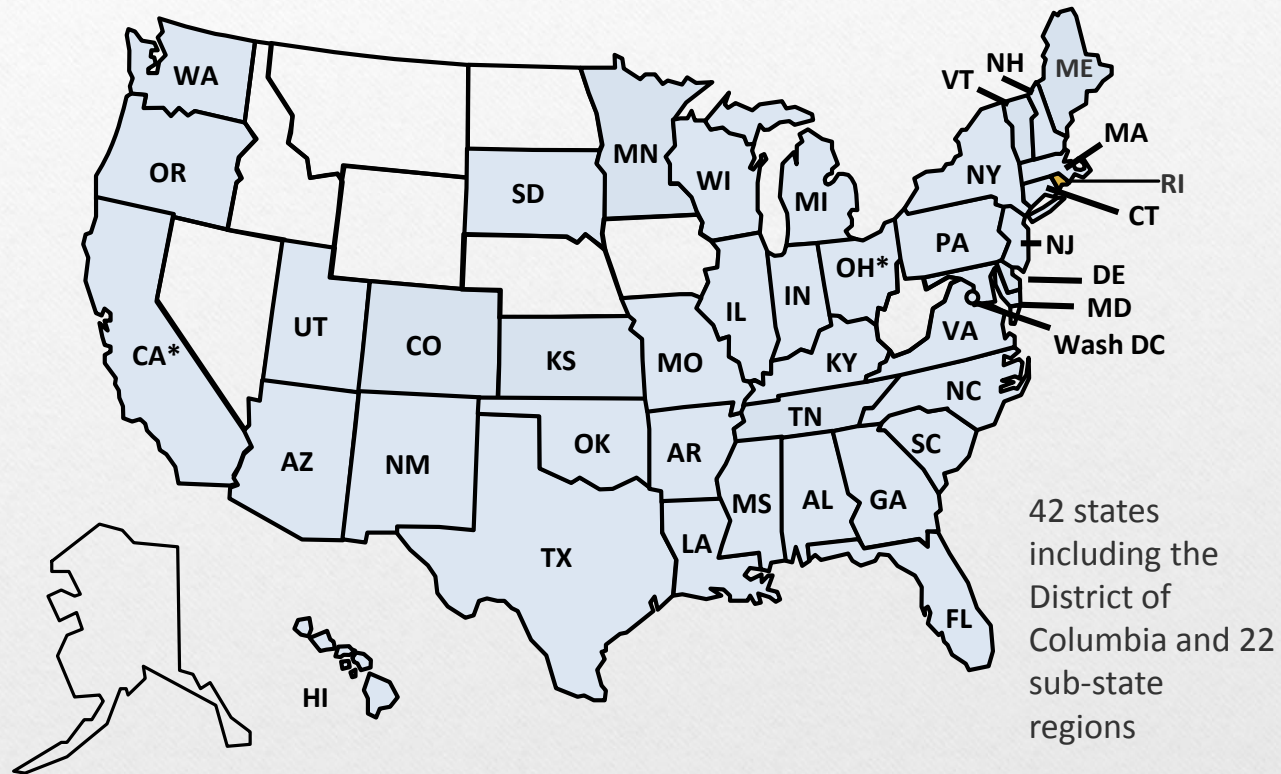 WA
OR
CA*
UT
AZ
CO
NM
SD
KS
OK
TX
MN
WI
MI
IL
IN
OH*
MO
KY
TN
AR
LA
MS
AL
GA
FL
SC
NC
VA
PA
NY
VT
NH
ME
MA
RI
CT
NJ
DE
MD
Wash DC
HI
42 states
including the
District of
Columbia and 22
sub-state
regions